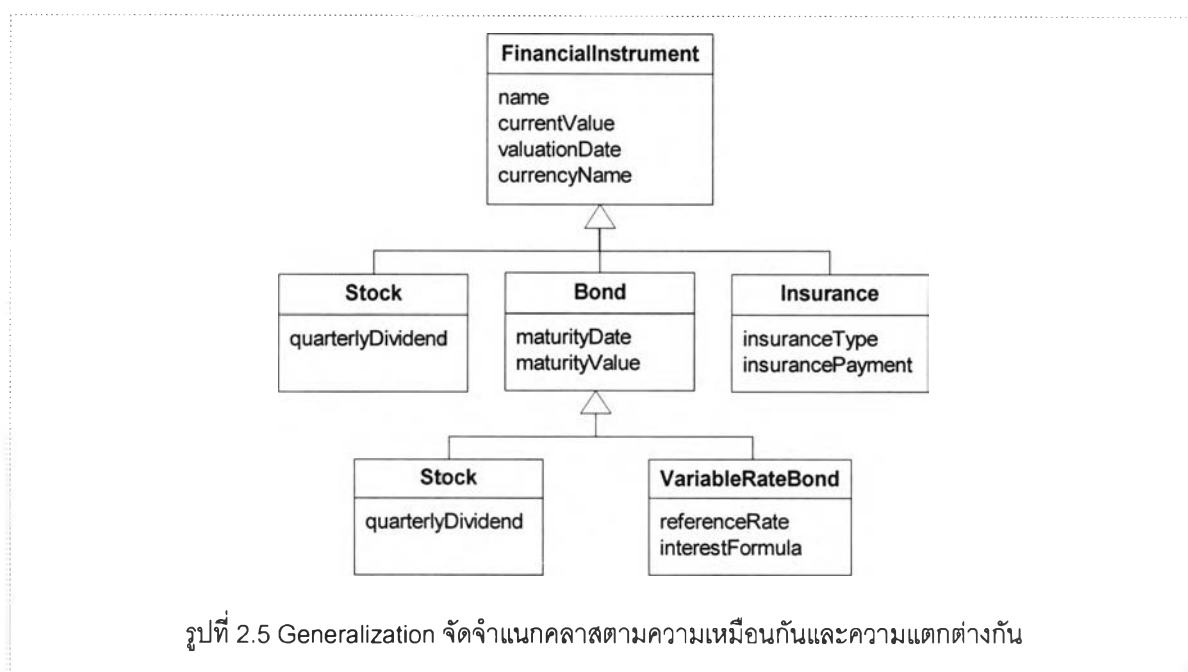 FinancialInstrument
name
currentValue
valuationDate
currencyName
Stock
quarterlyDividend
Bond
maturityDate
maturityValue
Insurance
insuranceType
insurancePayment
Stock
quarterlyDividend
VariableRateBond
referenceRate
interestFormula
รูปที่ 2.5 Generalization จัดจำแนกคลาสตามความเหมือนกันและความแตกต่างกัน